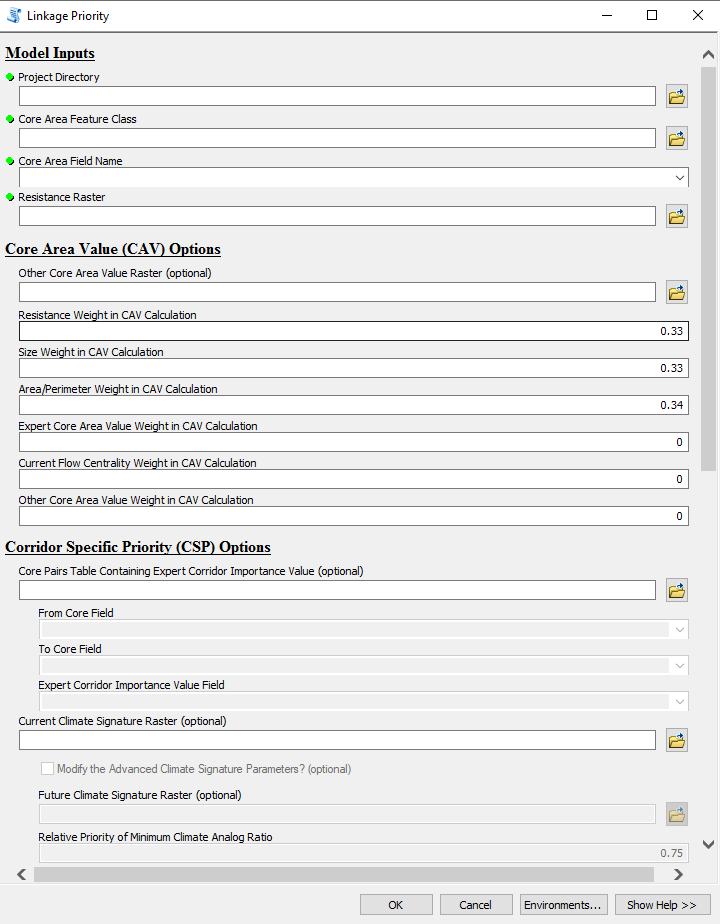 Linkage Priority
Model Inputs
Project Directory
Core Area Feature Class
Core Area Field Name
Resistance Raster
Core Area Value (CAV) Options
Other Core Area Value Raster (optional)
Resistance Weight in CAV Calculation
0.33
Size Weight in CAV Calculation
0.33
Area/Perimeter Weight in CAV Calculation
0.34
Expert Core Area Value Weight in CAV Calculation
0
Current Flow Centrality Weight in CAV Calculation
0
Other Core Area Value Weight in CAV Calculation
0
Corridor Specific Priority (CSP) Options
Core Pairs Table Containing Expert Corridor Importance Value (optional)
From Core Field
To Core Field
Expert Corridor Importance Value Field
Current Climate Signature Raster (optional)
Modify the Advanced Climate Signature Parameters? (optional)
Future Climate Signature Raster (optional)
Relative Priority of Minimum Climate Analog Ratio
0.75
OK Cancel Environments... Show Help >>